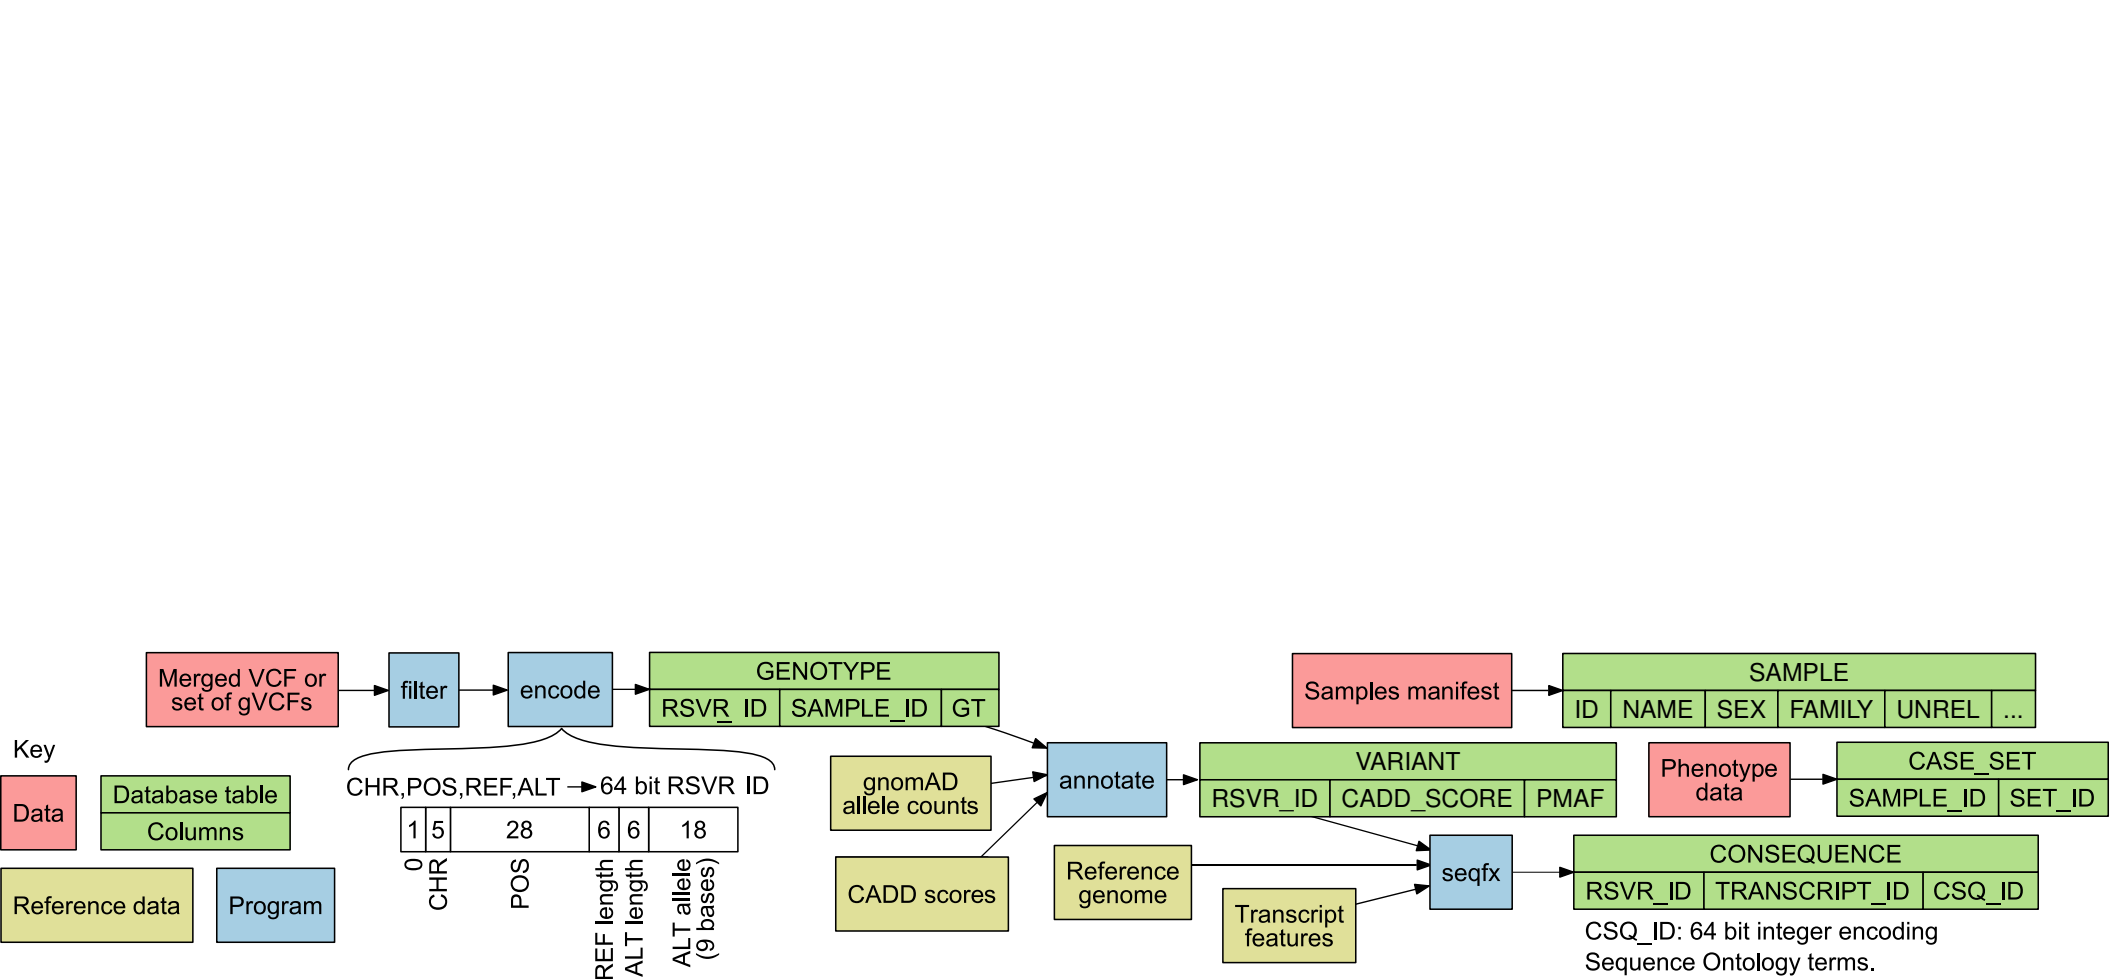 Merged VCF or
set of gVCFs
filter
encode
GENOTYPE
RSVR_ID
SAMPLE_ID
GT
Samples manifest
SAMPLE
ID
NAME
SEX
FAMILY
UNREL
...
Key
Data
Database table
Columns
Reference data
Program
CHR,POS,REF,ALT
64 bit RSVR ID
1
5
28
6
6
18
0
CHR
POS
REF length
ALT length
ALT allele
(9 bases)
gnomAD
allele counts
CADD scores
annotate
VARIANT
RSVR_ID
CADD_SCORE
PMAF
Phenotype
data
CASE_SET
SAMPLE_ID
SET_ID
Reference
genome
Transcript
features
seqfx
CONSEQUENCE
RSVR_ID
TRANSCRIPT_ID
CSQ_ID
CSQ_ID: 64 bit integer encoding
Sequence Ontology terms.